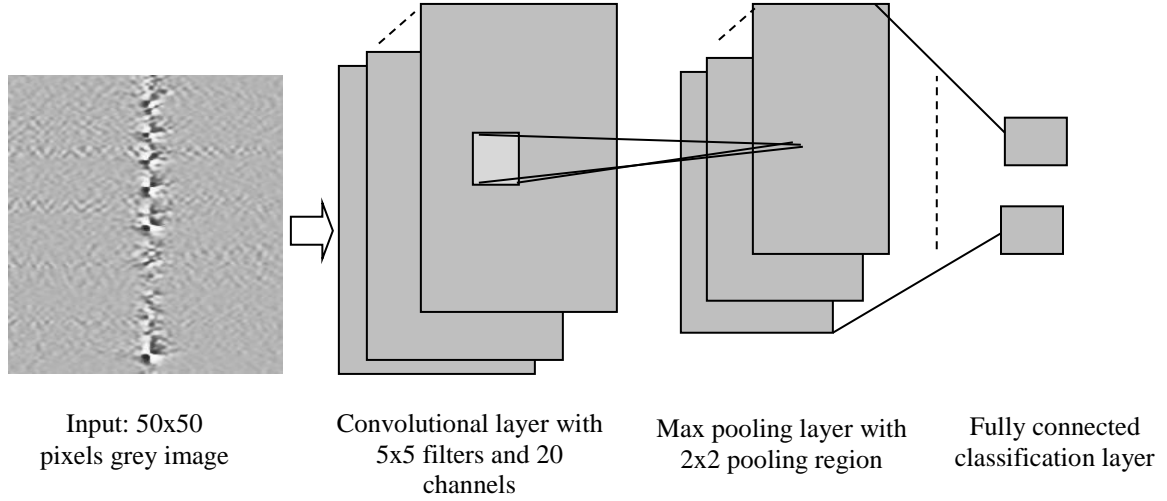 Input: 50x50
pixels grey image
Convolutional layer with
5x5 filters and 20
channels
Max pooling layer with
2x2 pooling region
Fully connected
classification layer